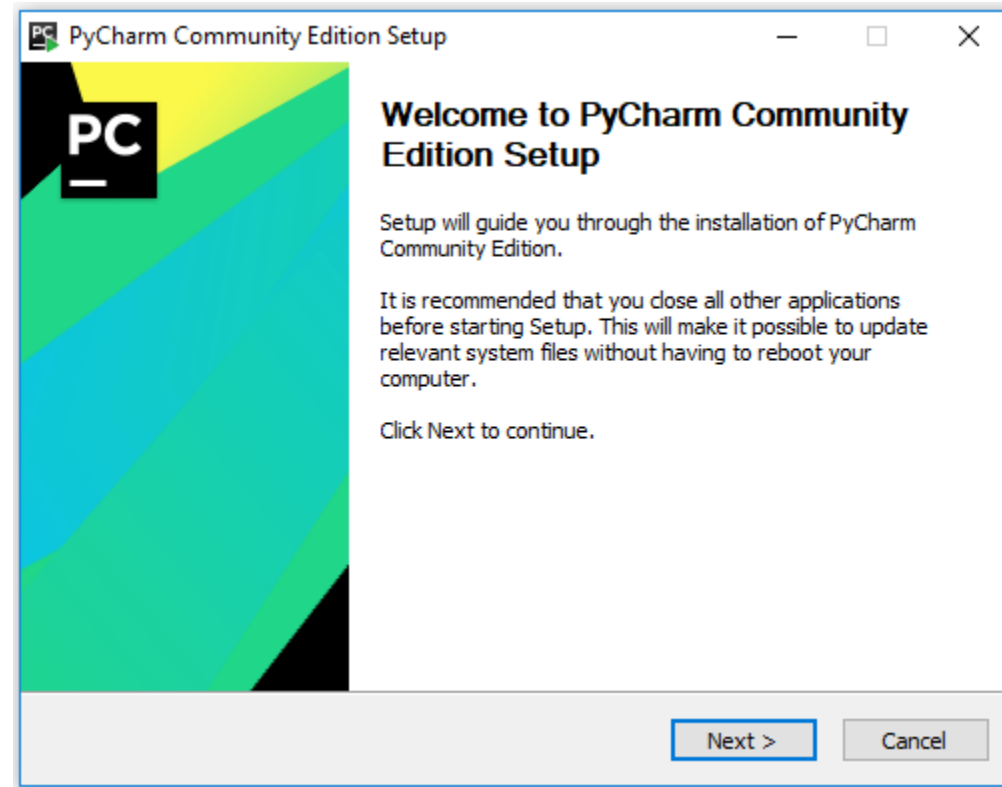 PyCharm Community Edition Setup
PC
Welcome to PyCharm Community
Edition Setup
Setup will guide you through the installation of PyCharm
Community Edition.
It is recommended that you close all other applications
before starting Setup. This will make it possible to update
relevant system files without having to reboot your
computer.
Click Next to continue.
Next >
Cancel